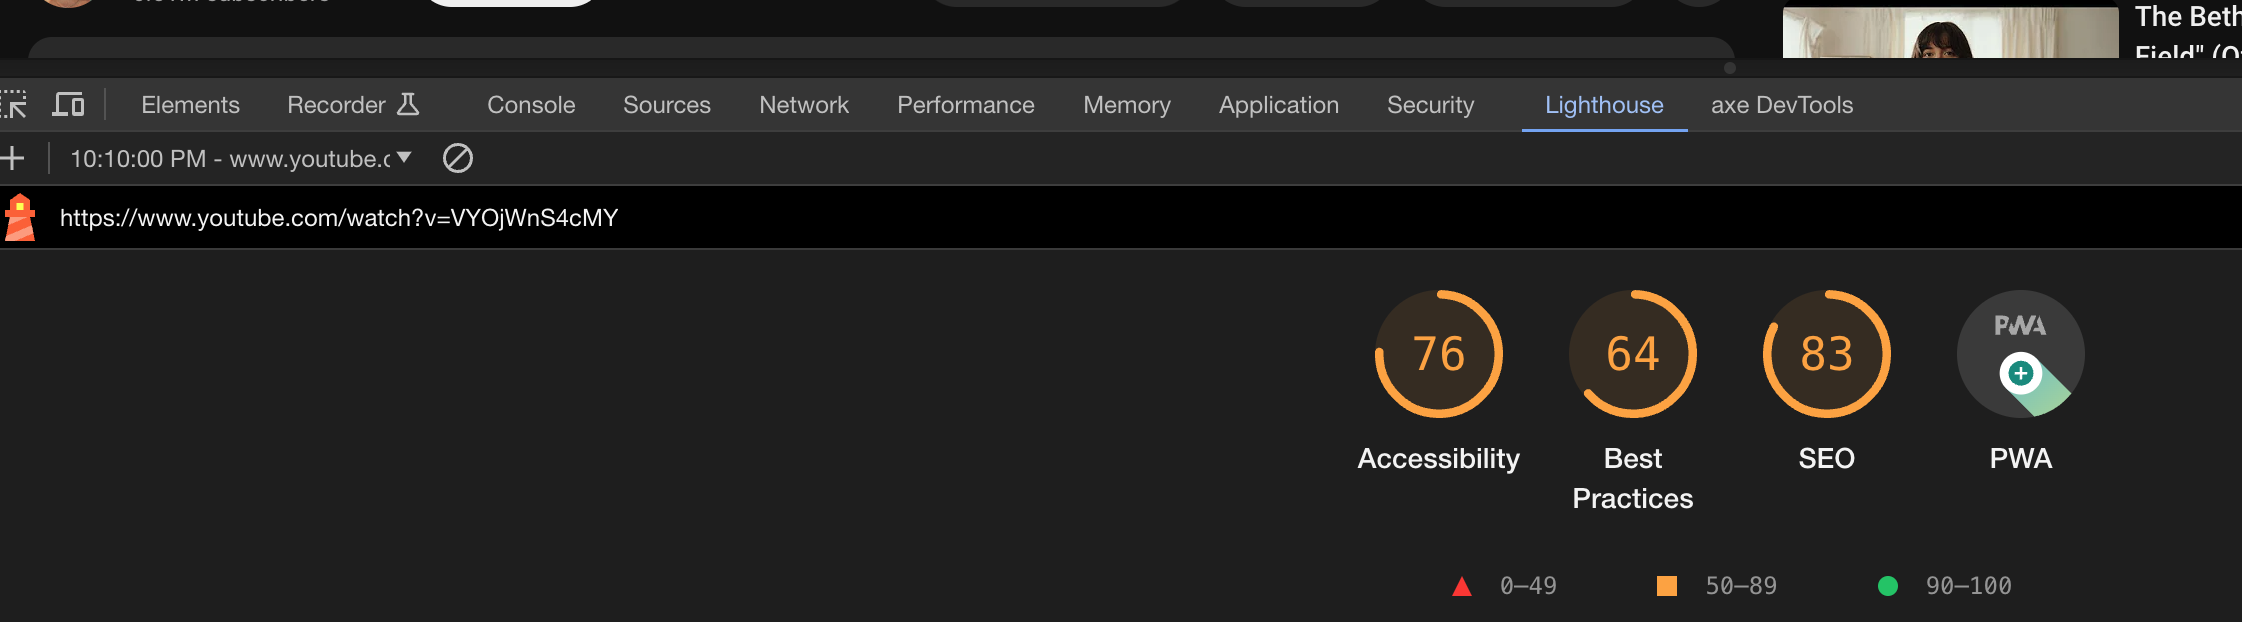 The Beth
Field" (O
Elements Recorder Console Sources Network Performance Memory Application Security Lighthouse axe DevTools
10:10:00 PM - www.youtube.c
https://www.youtube.com/watch?v=VYOjWnS4cMY
76 64 83 PWA
Accessibility Best Practices SEO PWA
0–49 50–89 90–100